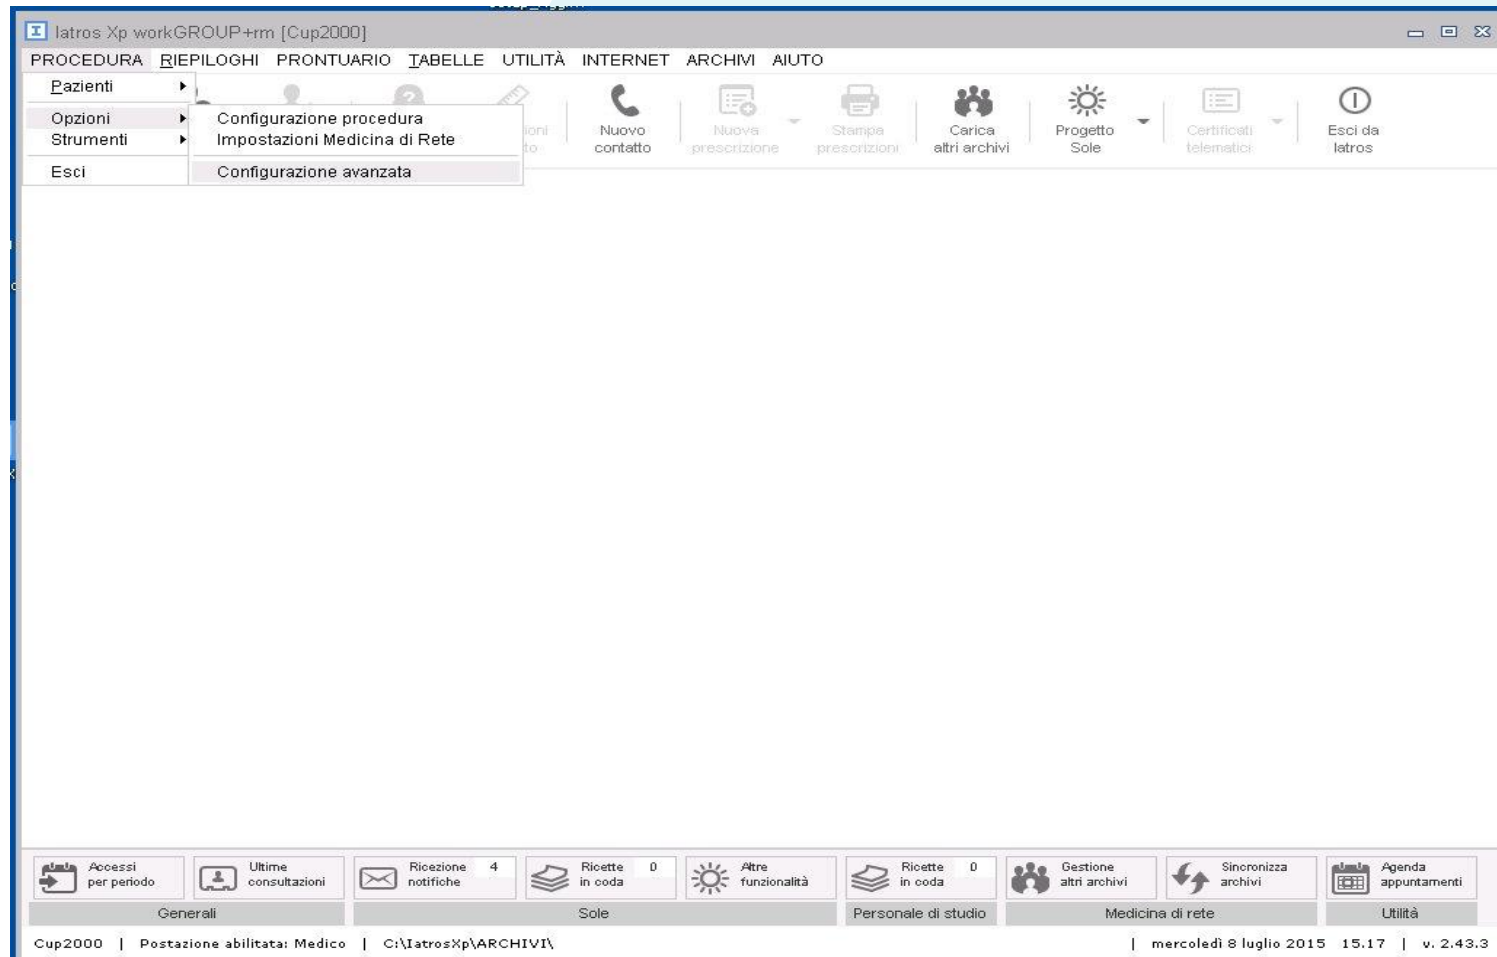 Iatros Xp workGROUP+rm [Cup2000]
PROCEDURA RIEPILOGHI PRONTUARIO TABELLE UTILITÀ INTERNET ARCHIVI AIUTO
Pazienti
Opzioni
Strumenti
Esci
Configurazione procedura
Impostazioni Medicina di Rete
Configurazione avanzata
Nuovo
contatto
Nuova
prescrizione
Stampa
prescrizioni
Carica
altri archivi
Progetto
Sole
Certificati
telematici
Esci da
Iatros
Accessi
per periodo
Ultime
consultazioni
Ricezione 4
notifiche
Ricette 0
in coda
Altre
funzionalità
Ricette 0
in coda
Gestione
altri archivi
Sincronizza
archivi
Agenda
appuntamenti
Generali
Sole
Personale di studio
Medicina di rete
Utilità
Cup2000 | Postazione abilitata: Medico | C:\IatrosXp\ARCHIVI\ | mercoledì 8 luglio 2015 15.17 | v. 2.43.3